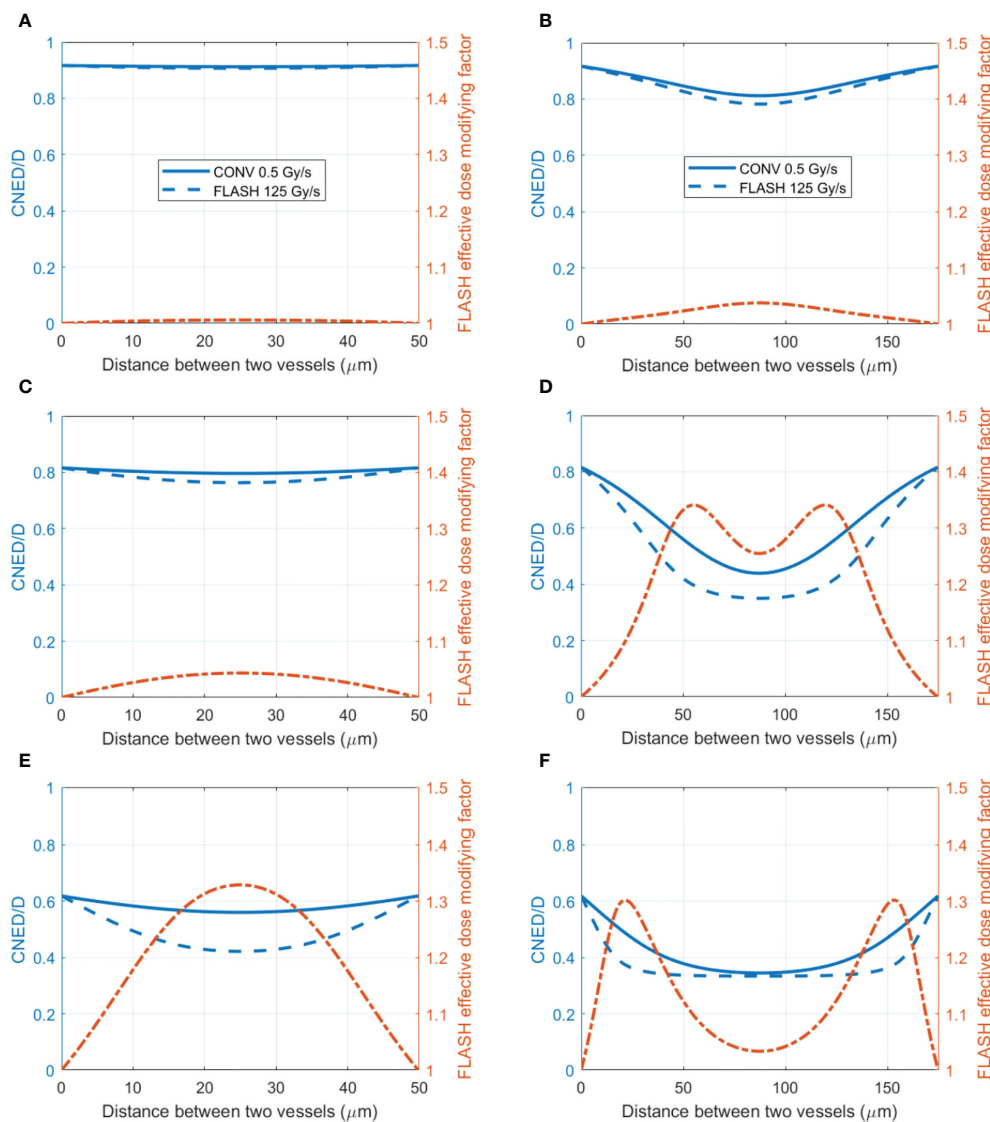 A
1
0.8
0.6
0.4
0.2
0
CNED/D
CONV 0.5 Gy/s
FLASH 125 Gy/s
1.5
1.4
1.3
1.2
1.1
1
FLASH effective dose modifying factor
0 10 20 30 40 50
Distance between two vessels (μm)
B
1
0.8
0.6
0.4
0.2
0
CNED/D
CONV 0.5 Gy/s
FLASH 125 Gy/s
1.5
1.4
1.3
1.2
1.1
1
FLASH effective dose modifying factor
0 50 100 150
Distance between two vessels (μm)
C
1
0.8
0.6
0.4
0.2
0
CNED/D
1.5
1.4
1.3
1.2
1.1
1
FLASH effective dose modifying factor
0 10 20 30 40 50
Distance between two vessels (μm)
D
1
0.8
0.6
0.4
0.2
0
CNED/D
1.5
1.4
1.3
1.2
1.1
1
FLASH effective dose modifying factor
0 50 100 150
Distance between two vessels (μm)
E
1
0.8
0.6
0.4
0.2
0
CNED/D
1.5
1.4
1.3
1.2
1.1
1
FLASH effective dose modifying factor
0 10 20 30 40 50
Distance between two vessels (μm)
F
1
0.8
0.6
0.4
0.2
0
CNED/D
1.5
1.4
1.3
1.2
1.1
1
FLASH effective dose modifying factor
0 50 100 150
Distance between two vessels (μm)